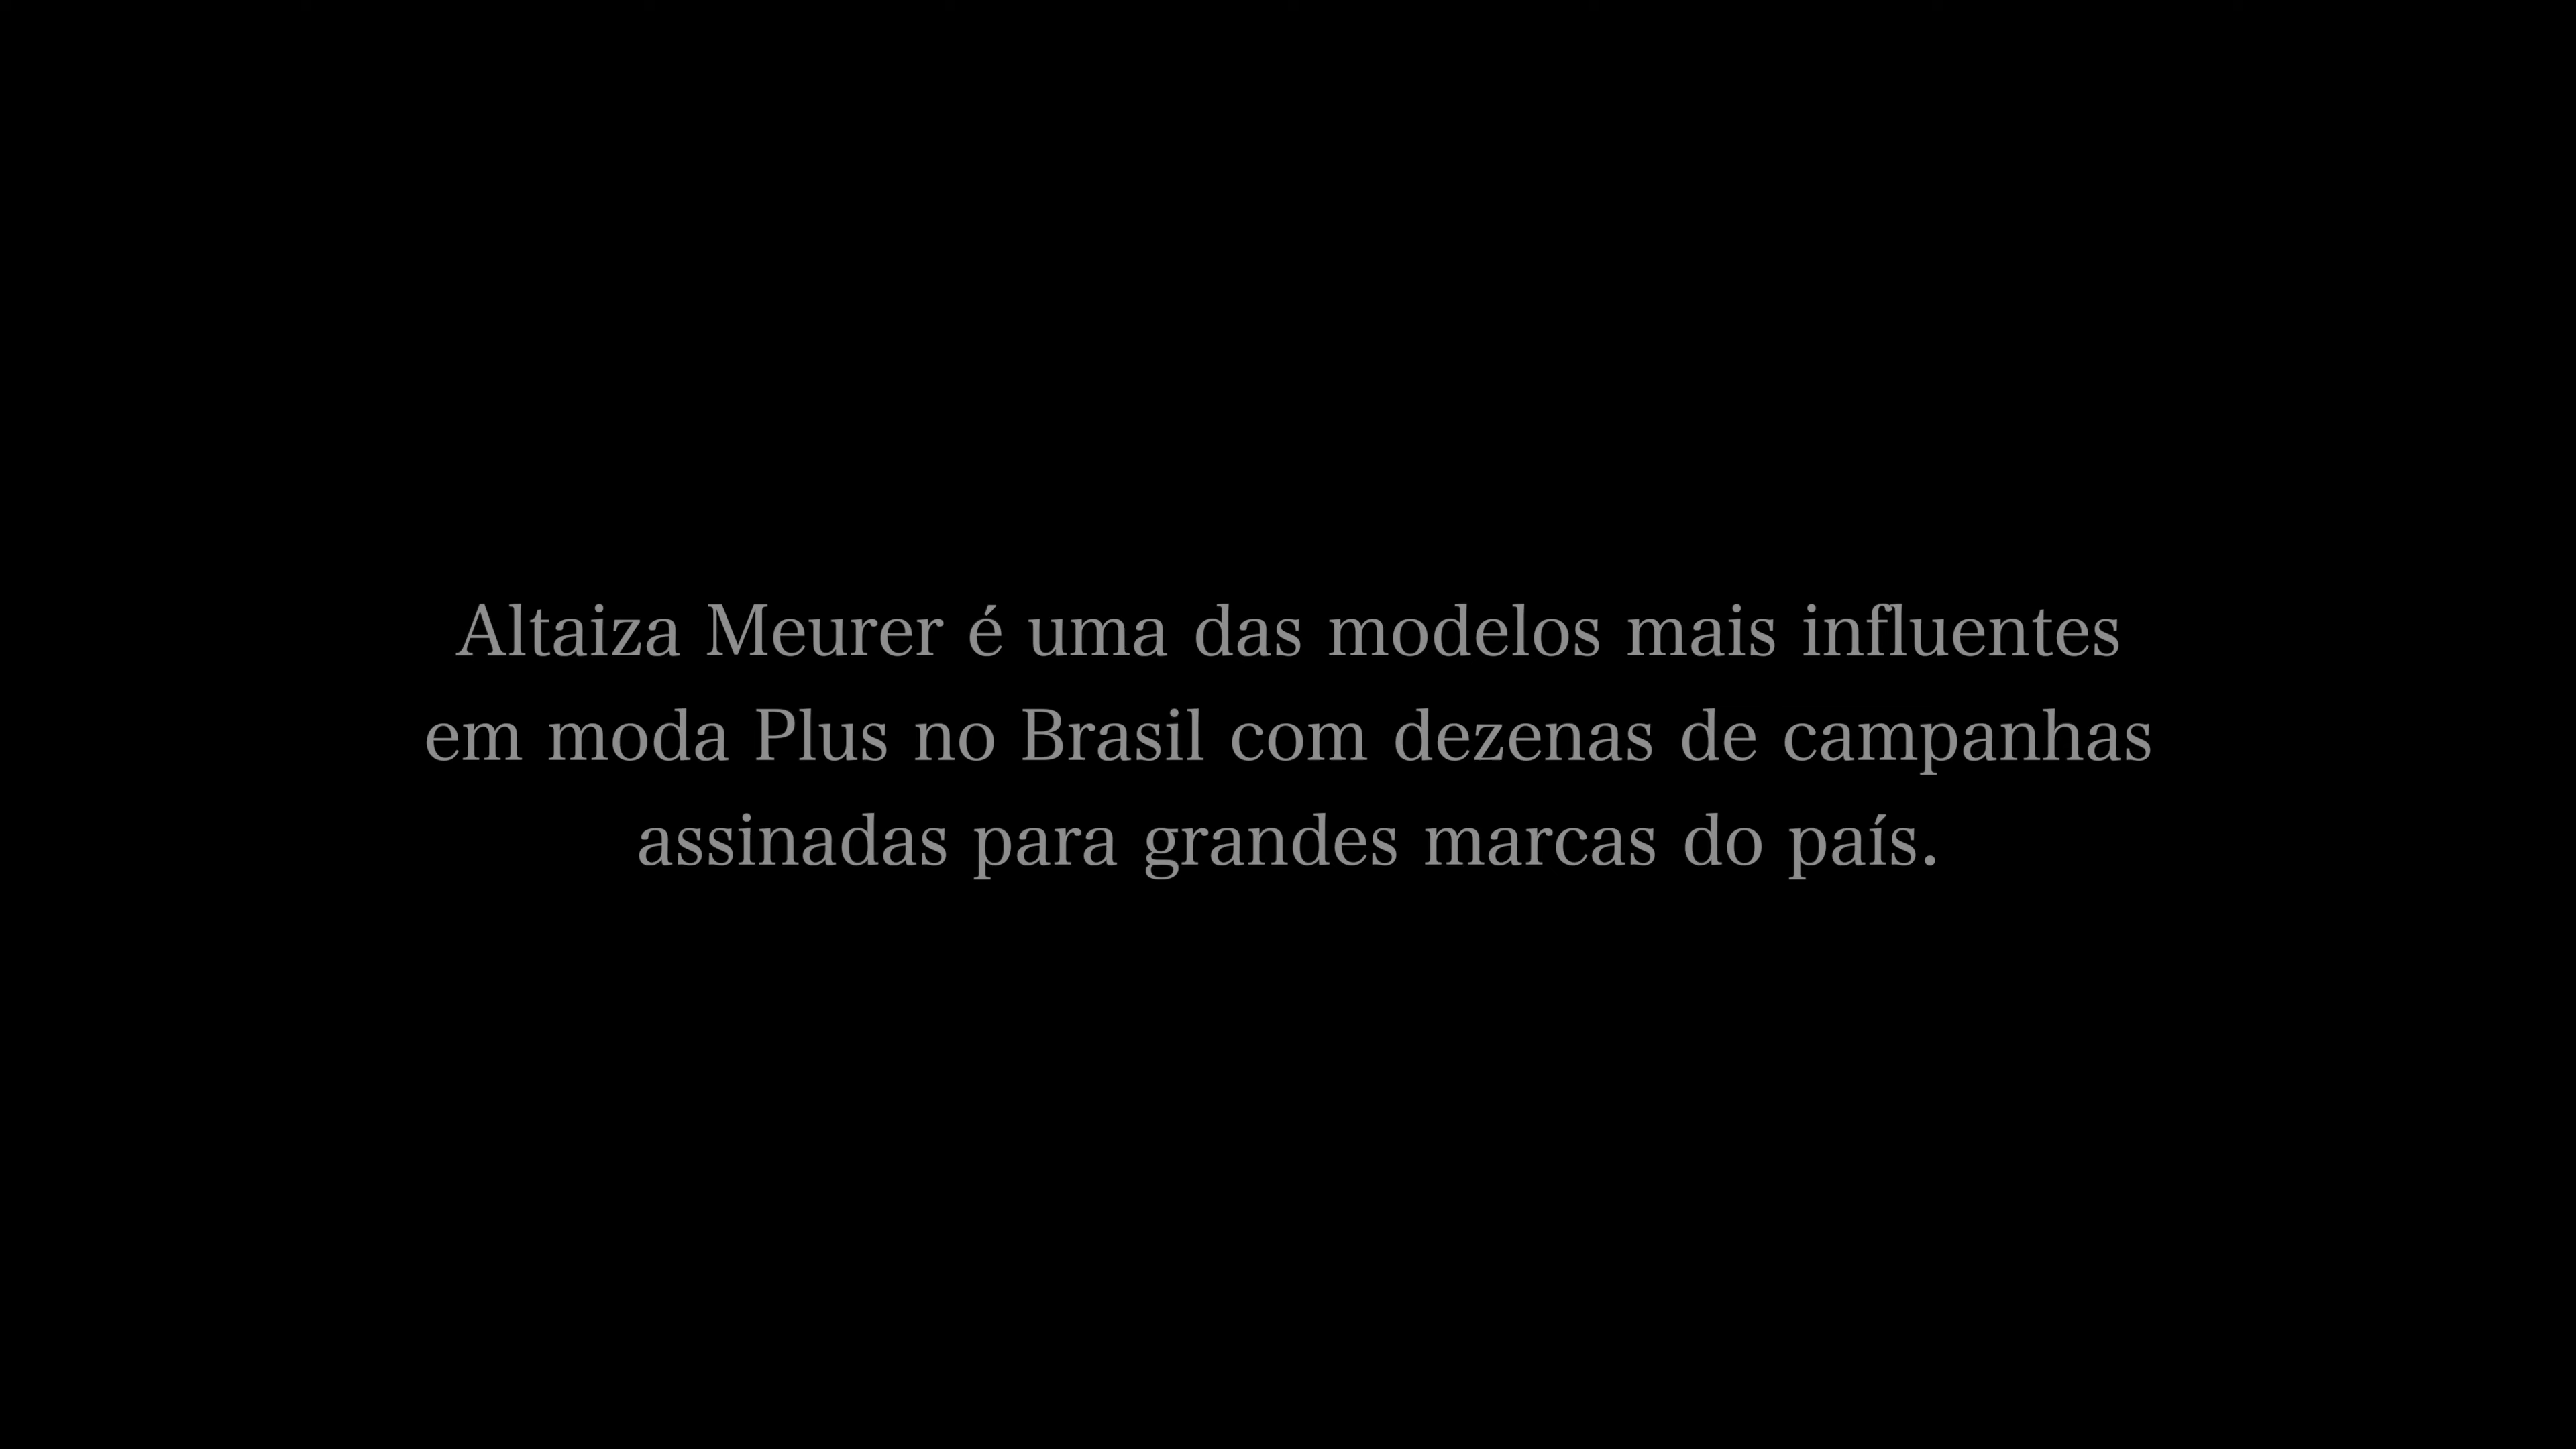 Altaiza Meurer é uma das modelos mais influentes
em moda Plus no Brasil com dezenas de campanhas
assinadas para grandes marcas do país.